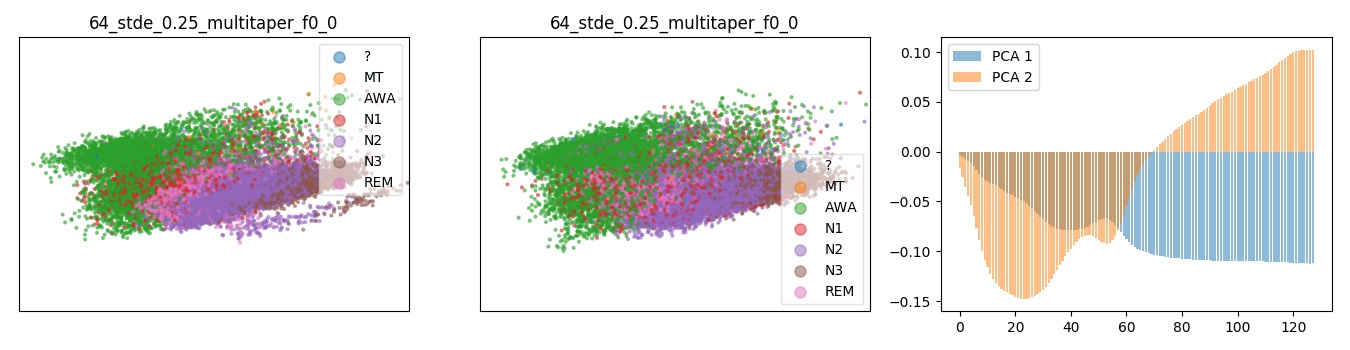 64_stde_0.25_multitaper_f0_0
?
MT
AWA
N1
N2
N3
REM
64_stde_0.25_multitaper_f0_0
?
MT
AWA
N1
N2
N3
REM
PCA 1
PCA 2
0.10
0.05
0.00
−0.05
−0.10
−0.15
0 20 40 60 80 100 120